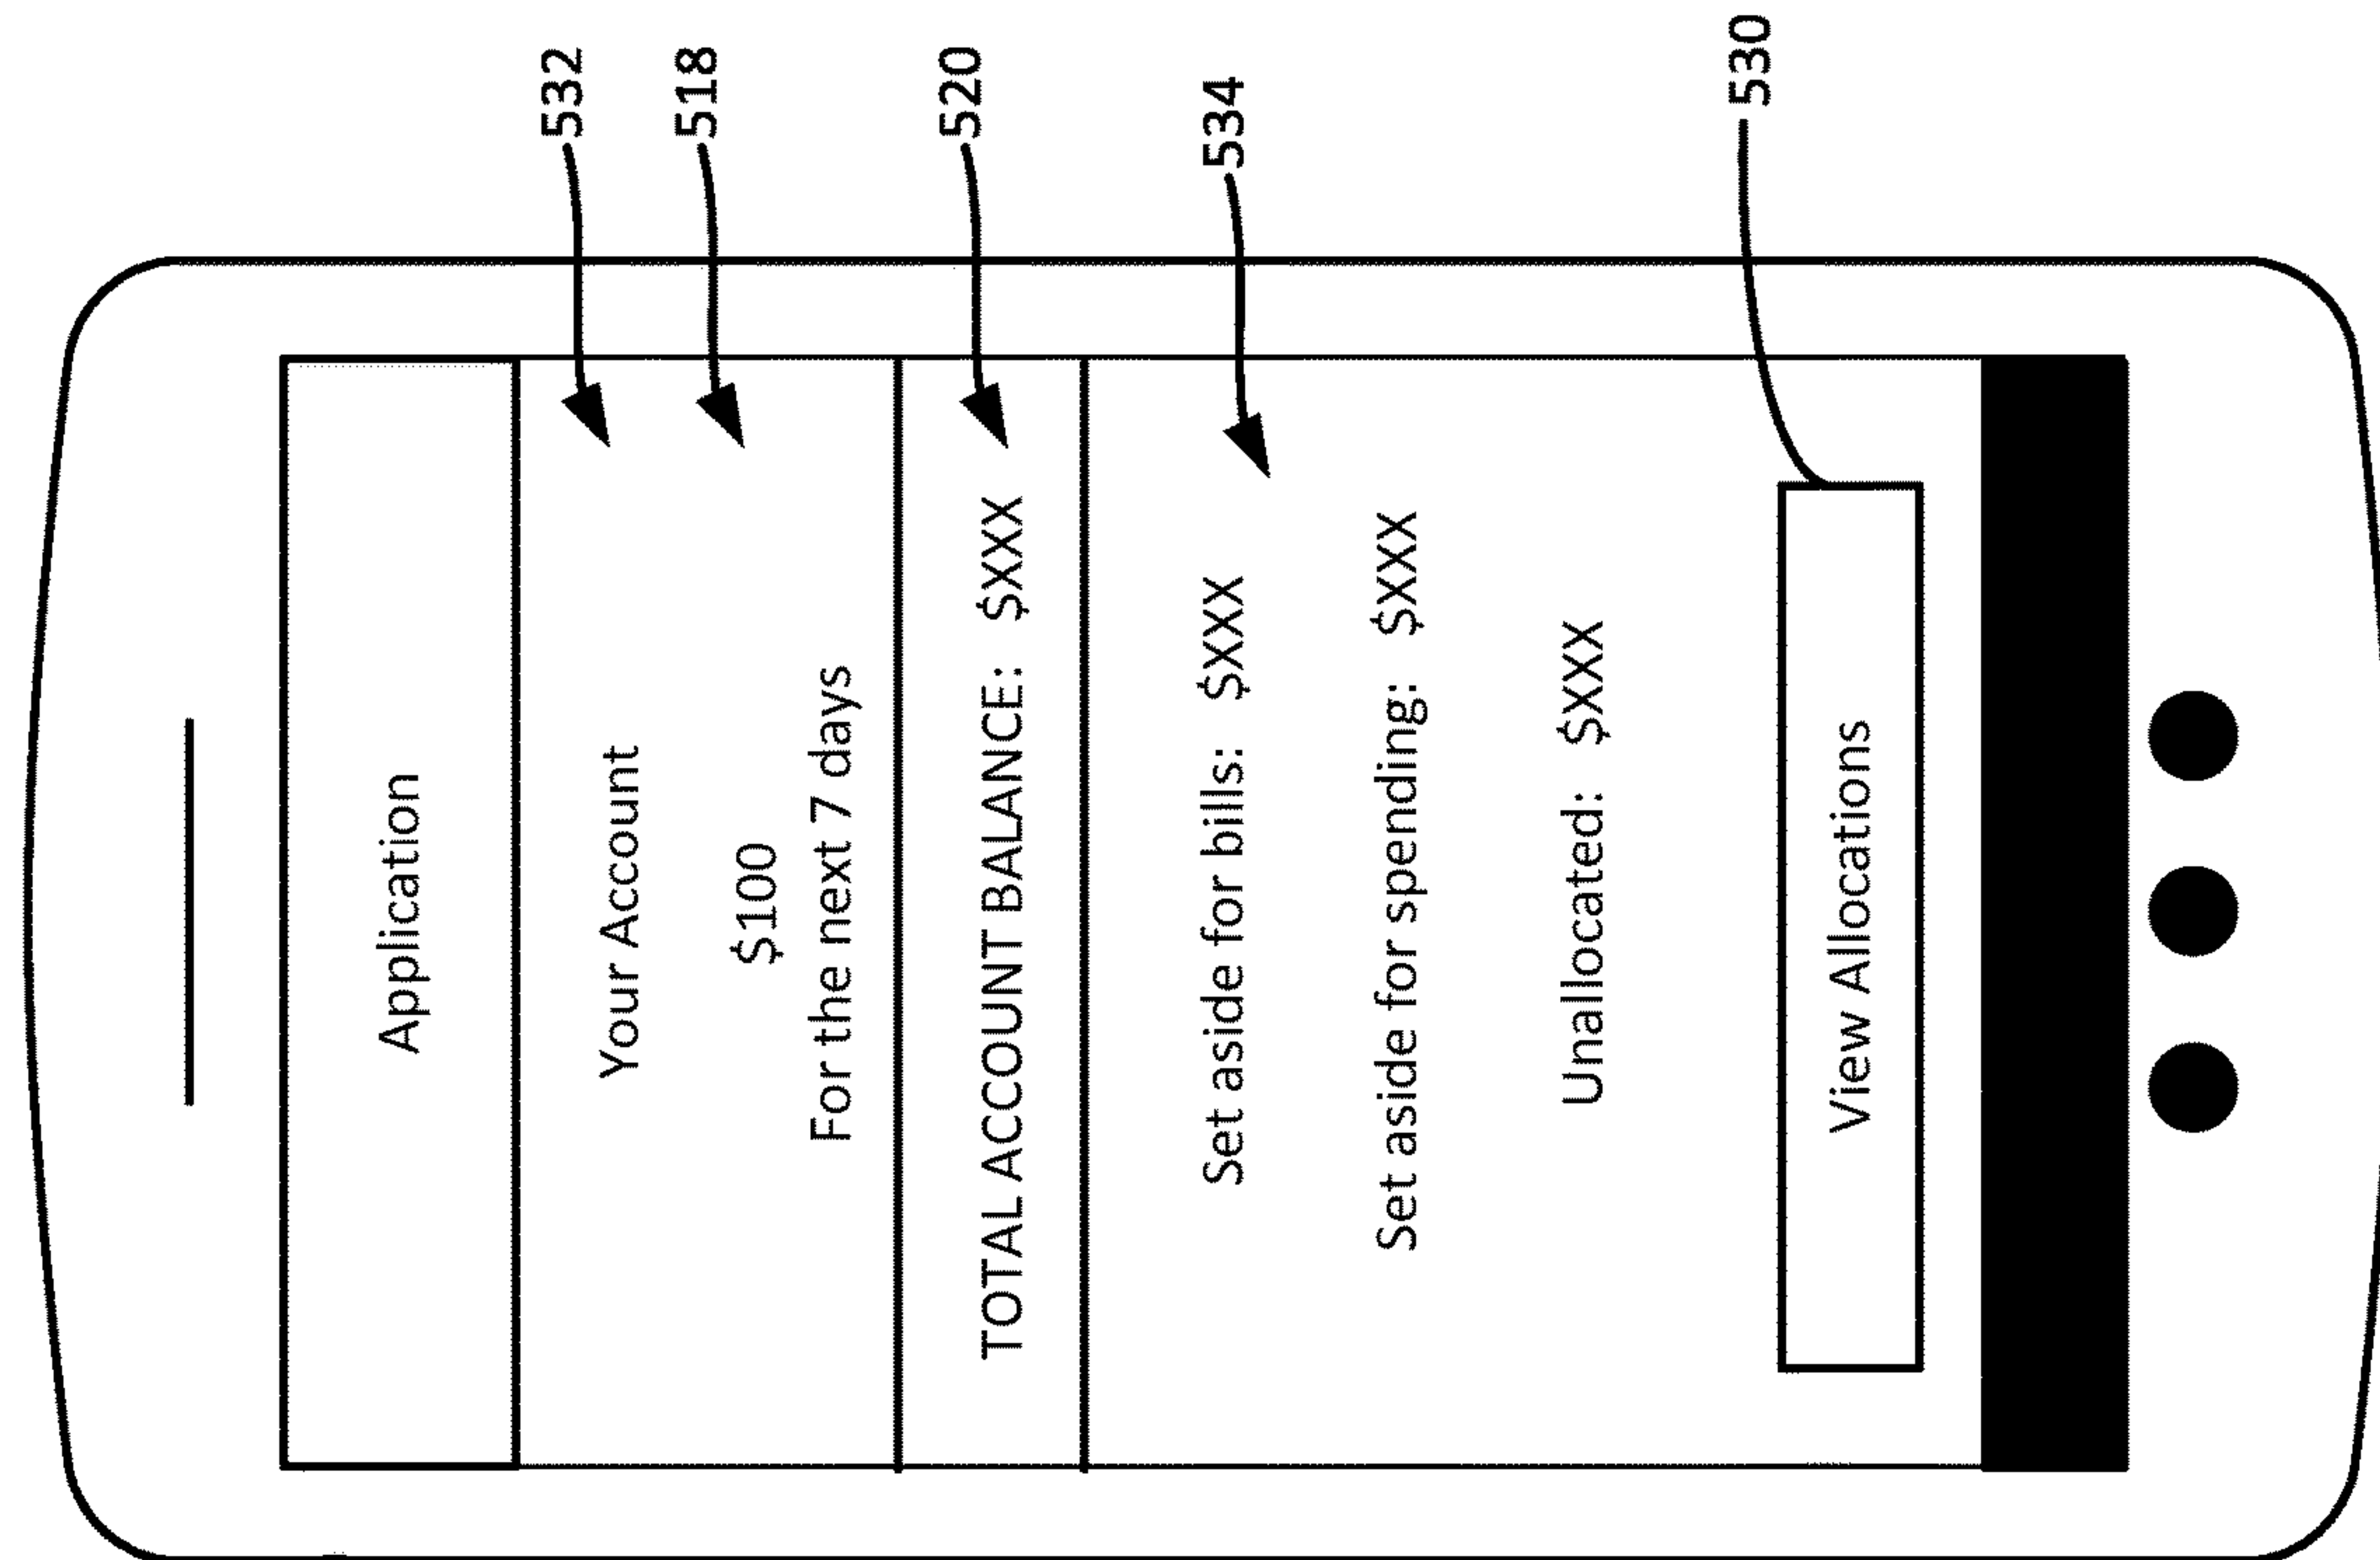 Application
Your Account
532
$100
518
For the next 7 days
TOTAL ACCOUNT BALANCE: $XXX
520
Set aside for bills: $XXX
534
Set aside for spending: $XXX
Unallocated: $XXX
View Allocations
530